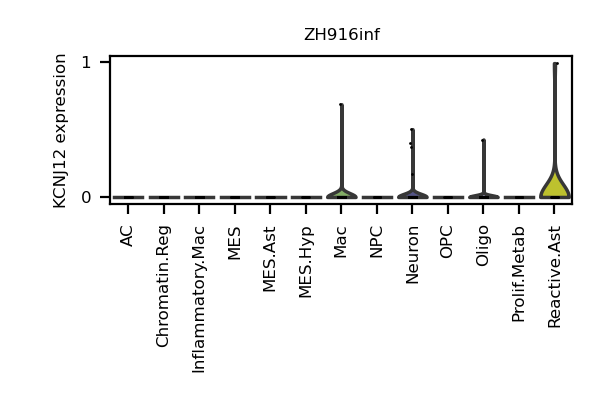 ZH916inf
KCNJ12 expression
1
0
AC
Chromatin.Reg
Inflammatory.Mac
MES
MES.Ast
MES.Hyp
Mac
NPC
Neuron
OPC
Oligo
Prolif.Metab
Reactive.Ast